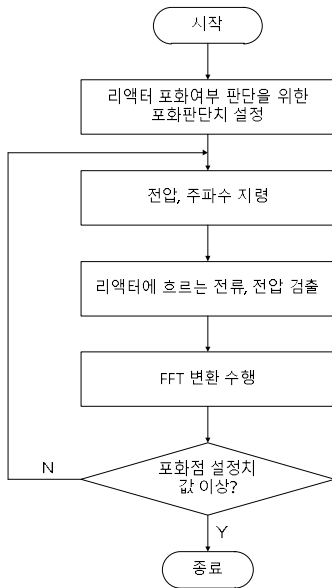 시작
리액터 포화여부 판단을 위한
포화판단치 설정
전압, 주파수 지령
리액터에 흐르는 전류, 전압 검출
FFT 변환 수행
포화점 설정치
값 이상?
N
Y
종료